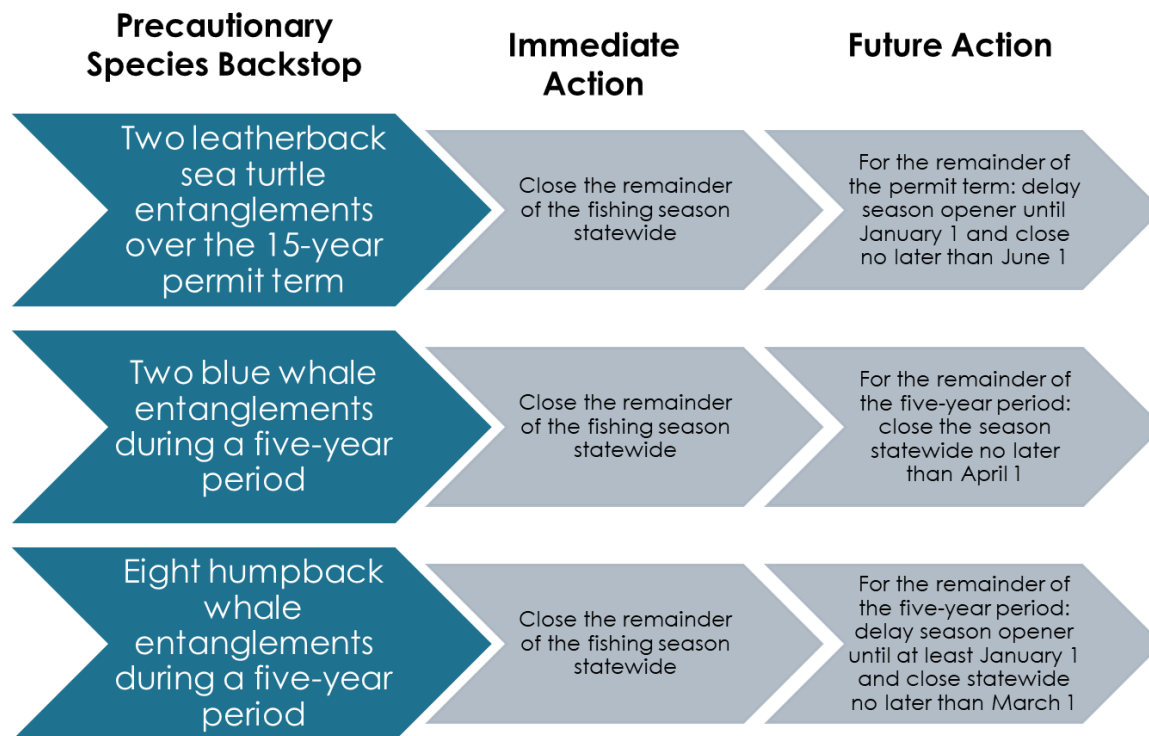 Precautionary
Species Backstop
Immediate
Action
Future Action
Two leatherback
sea turtle
entanglements
over the 15-year
permit term
Close the remainder
of the fishing season
statewide
For the remainder of
the permit term: delay
season opener until
January 1 and close
no later than June 1
Two blue whale
entanglements
during a five-year
period
Close the remainder
of the fishing season
statewide
For the remainder of
the five-year period:
close the season
statewide no later
than April 1
Eight humpback
whale
entanglements
during a five-year
period
Close the remainder
of the fishing season
statewide
For the remainder of
the five-year period:
delay season opener
until at least January 1
and close statewide
no later than March 1